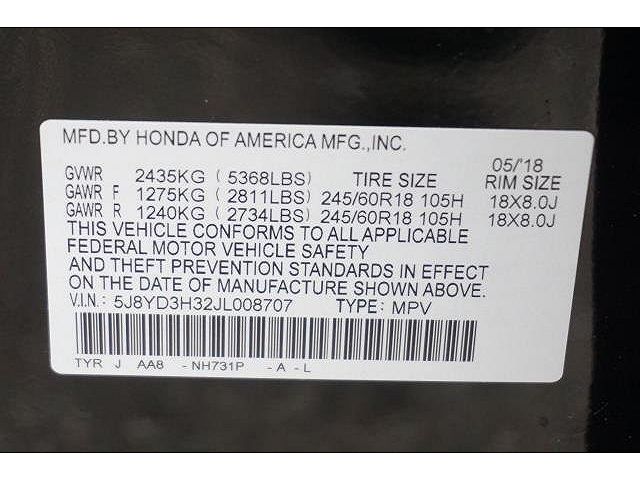 MFD.BY HONDA OF AMERICA MFG.,INC.
05/'18
GVWR 2435KG ( 5368LBS) TIRE SIZE RIM SIZE
GAWR F 1275KG ( 2811LBS) 245/60R18 105H 18X8.0J
GAWR R 1240KG ( 2734LBS) 245/60R18 105H 18X8.0J
THIS VEHICLE CONFORMS TO ALL APPLICABLE
FEDERAL MOTOR VEHICLE SAFETY
AND THEFT PREVENTION STANDARDS IN EFFECT
ON THE DATE OF MANUFACTURE SHOWN ABOVE.
V.I.N.: 5J8YD3H32JL008707 TYPE: MPV
TYR J AA8 - NH731P - A - L